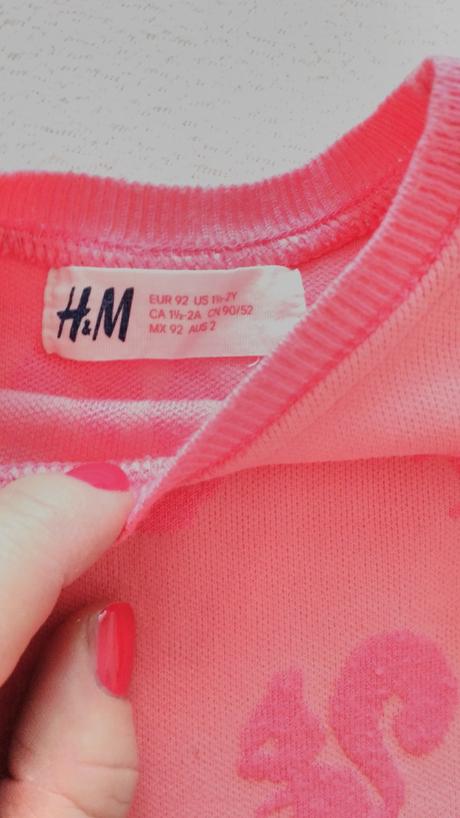 H&M
EUR 92 US 1½-2Y
CA 1½-2A CN 90/52
MX 92 AUS 2